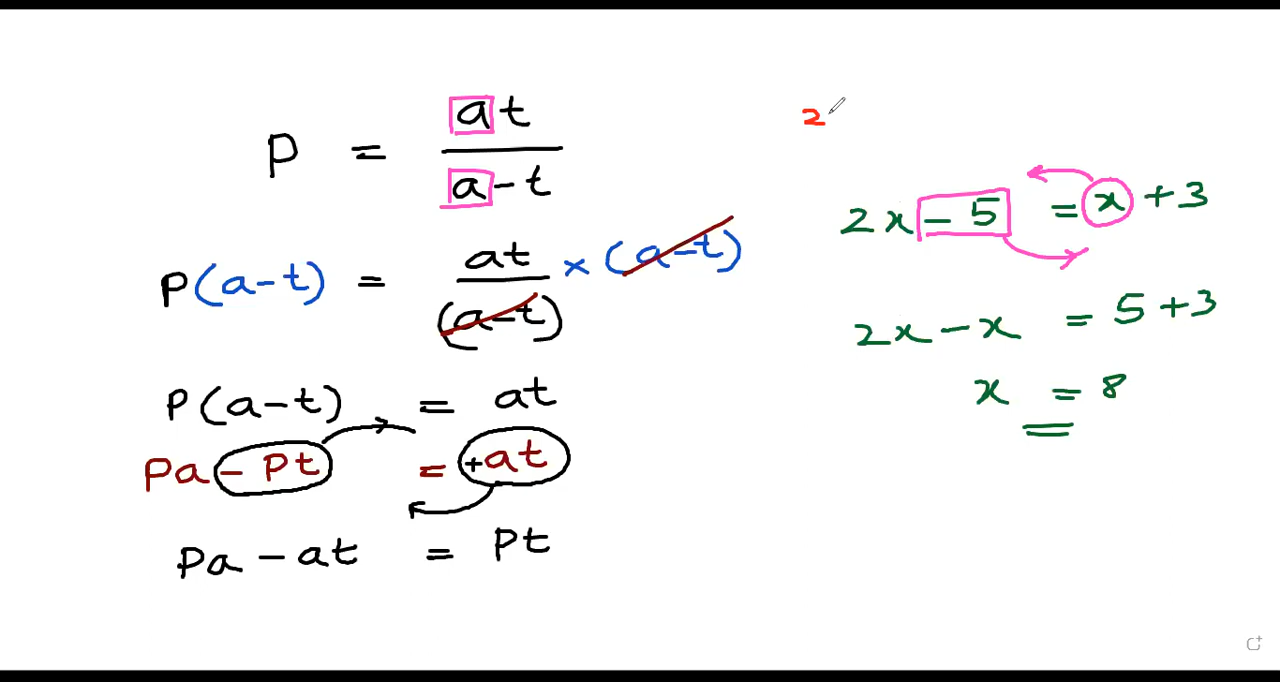 P = at/a-t
P(a-t) = at/(a-t) × (a-t)
P(a-t) = at
Pa - Pt = +at
Pa - at = Pt
2
2x - 5 = x + 3
2x - x = 5 + 3
x = 8